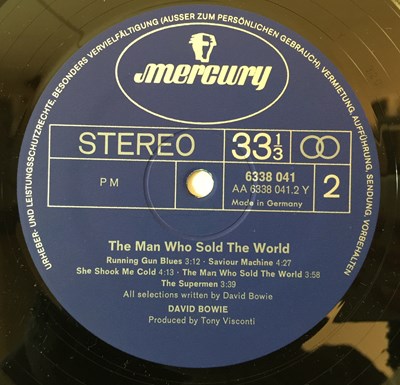 URHEBER- UND LEISTUNGSSCHUTZRECHTE, BESONDERS VERVIELFÄLTIGUNG (AUSSER ZUM PERSÖNLICHEN GEBRAUCH), VERMIETUNG, AUFFÜHRUNG, SENDUNG, VORBEHALTEN
mercury
STEREO 33 1/3
PM
6338 041
AA 6338 041.2 Y
Made in Germany
2
The Man Who Sold The World
Running Gun Blues 3:12 · Saviour Machine 4:27
She Shook Me Cold 4:13 · The Man Who Sold The World 3:58
The Supermen 3:39
All selections written by David Bowie
DAVID BOWIE
Produced by Tony Visconti